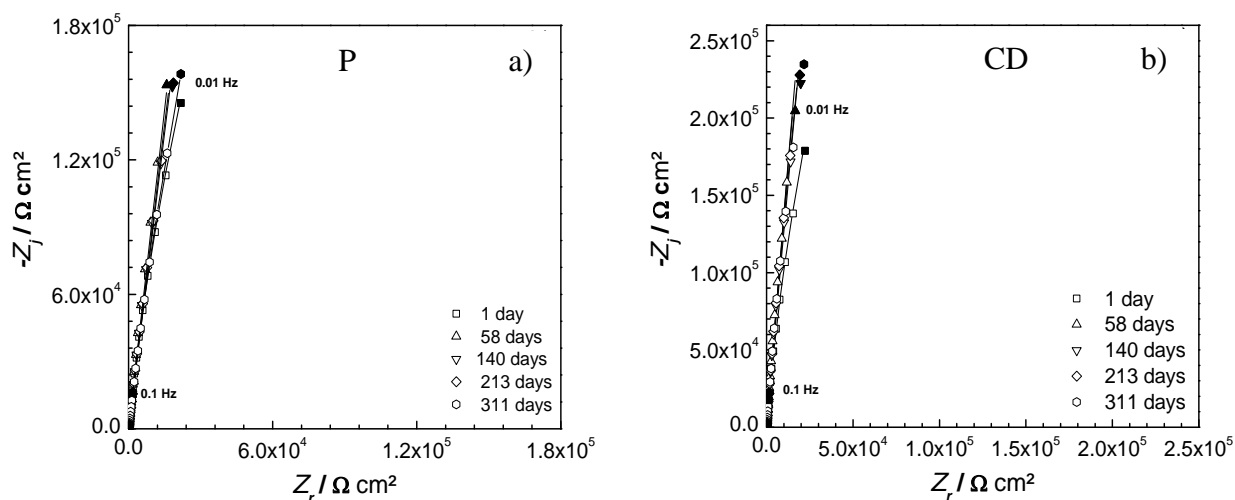 P
a)
1.8x10⁵
1.2x10⁵
6.0x10⁴
0.0
-Zⱼ / Ω cm²
0.01 Hz
0.1 Hz
1 day
58 days
140 days
213 days
311 days
0.0 6.0x10⁴ 1.2x10⁵ 1.8x10⁵
Zᵣ / Ω cm²
CD
b)
2.5x10⁵
2.0x10⁵
1.5x10⁵
1.0x10⁵
5.0x10⁴
0.0
-Zⱼ / Ω cm²
0.01 Hz
0.1 Hz
1 day
58 days
140 days
213 days
311 days
0.0 5.0x10⁴ 1.0x10⁵ 1.5x10⁵ 2.0x10⁵ 2.5x10⁵
Zᵣ / Ω cm²